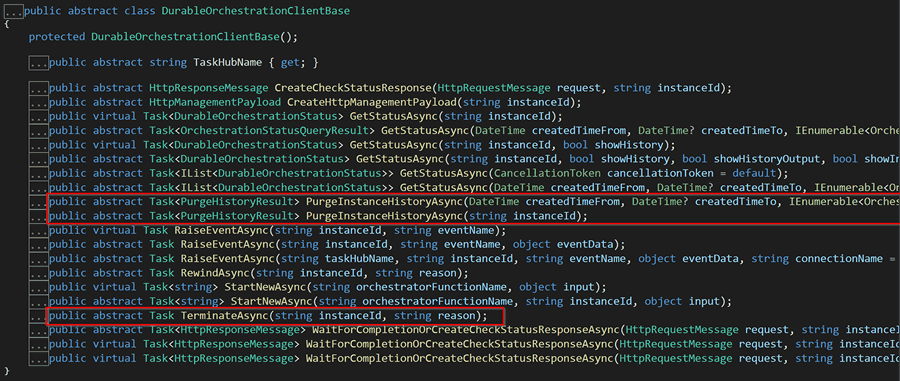 ...public abstract class DurableOrchestrationClientBase
{
protected DurableOrchestrationClientBase();
...public abstract string TaskHubName { get; }
...public abstract HttpResponseMessage CreateCheckStatusResponse(HttpRequestMessage request, string instanceId);
...public abstract HttpManagementPayload CreateHttpManagementPayload(string instanceId);
...public virtual Task<DurableOrchestrationStatus> GetStatusAsync(string instanceId);
...public abstract Task<OrchestrationStatusQueryResult> GetStatusAsync(DateTime createdTimeFrom, DateTime? createdTimeTo, IEnumerable<Orche
...public virtual Task<DurableOrchestrationStatus> GetStatusAsync(string instanceId, bool showHistory);
...public abstract Task<DurableOrchestrationStatus> GetStatusAsync(string instanceId, bool showHistory, bool showHistoryOutput, bool showIn
...public abstract Task<IList<DurableOrchestrationStatus>> GetStatusAsync(CancellationToken cancellationToken = default);
...public abstract Task<IList<DurableOrchestrationStatus>> GetStatusAsync(DateTime createdTimeFrom, DateTime? createdTimeTo, IEnumerable<Or
...public abstract Task<PurgeHistoryResult> PurgeInstanceHistoryAsync(DateTime createdTimeFrom, DateTime? createdTimeTo, IEnumerable<Orches
...public abstract Task<PurgeHistoryResult> PurgeInstanceHistoryAsync(string instanceId);
...public virtual Task RaiseEventAsync(string instanceId, string eventName);
...public abstract Task RaiseEventAsync(string instanceId, string eventName, object eventData);
...public abstract Task RaiseEventAsync(string taskHubName, string instanceId, string eventName, object eventData, string connectionName =
...public abstract Task RewindAsync(string instanceId, string reason);
...public virtual Task<string> StartNewAsync(string orchestratorFunctionName, object input);
...public abstract Task<string> StartNewAsync(string orchestratorFunctionName, string instanceId, object input);
...public abstract Task TerminateAsync(string instanceId, string reason);
...public abstract Task<HttpResponseMessage> WaitForCompletionOrCreateCheckStatusResponseAsync(HttpRequestMessage request, string instanceI
...public virtual Task<HttpResponseMessage> WaitForCompletionOrCreateCheckStatusResponseAsync(HttpRequestMessage request, string instanceId
...public virtual Task<HttpResponseMessage> WaitForCompletionOrCreateCheckStatusResponseAsync(HttpRequestMessage request, string instanceId
}